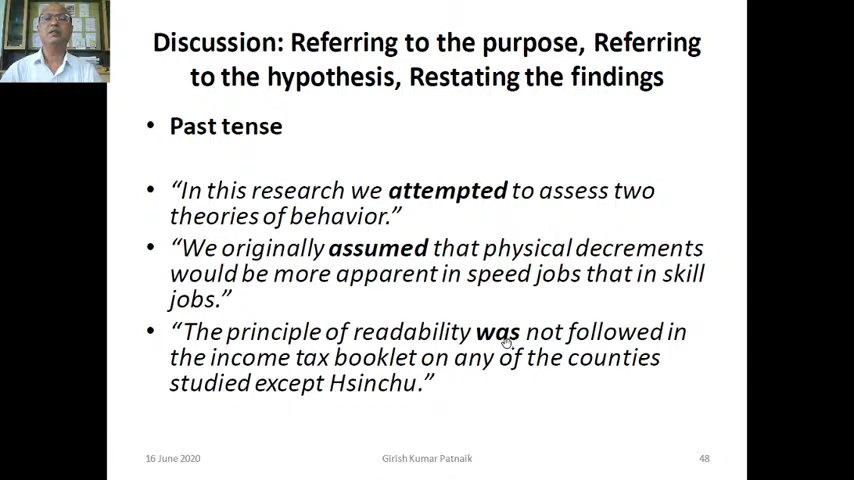 Discussion: Referring to the purpose, Referring
to the hypothesis, Restating the findings
• Past tense
• “In this research we attempted to assess two
theories of behavior.”
• “We originally assumed that physical decrements
would be more apparent in speed jobs that in skill
jobs.”
• “The principle of readability was not followed in
the income tax booklet on any of the counties
studied except Hsinchu.”
16 June 2020
Girish Kumar Patnaik
48